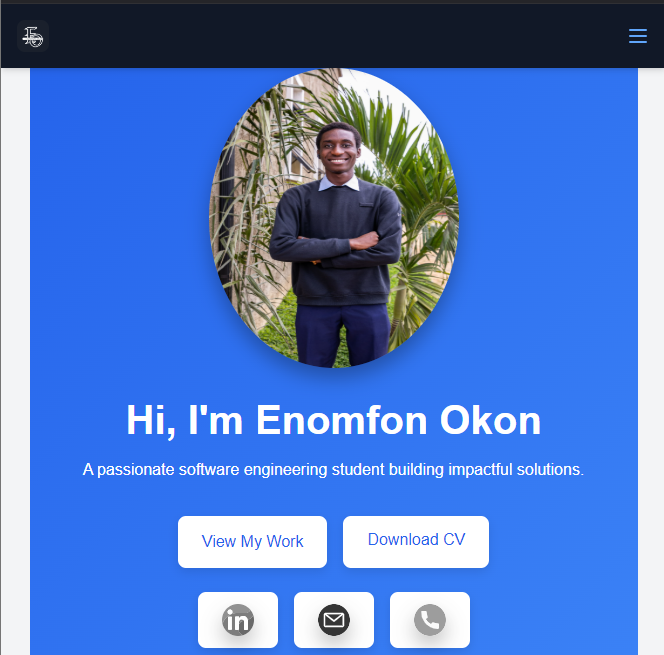 Hi, I'm Enomfon Okon
A passionate software engineering student building impactful solutions.
View My Work
Download CV
in